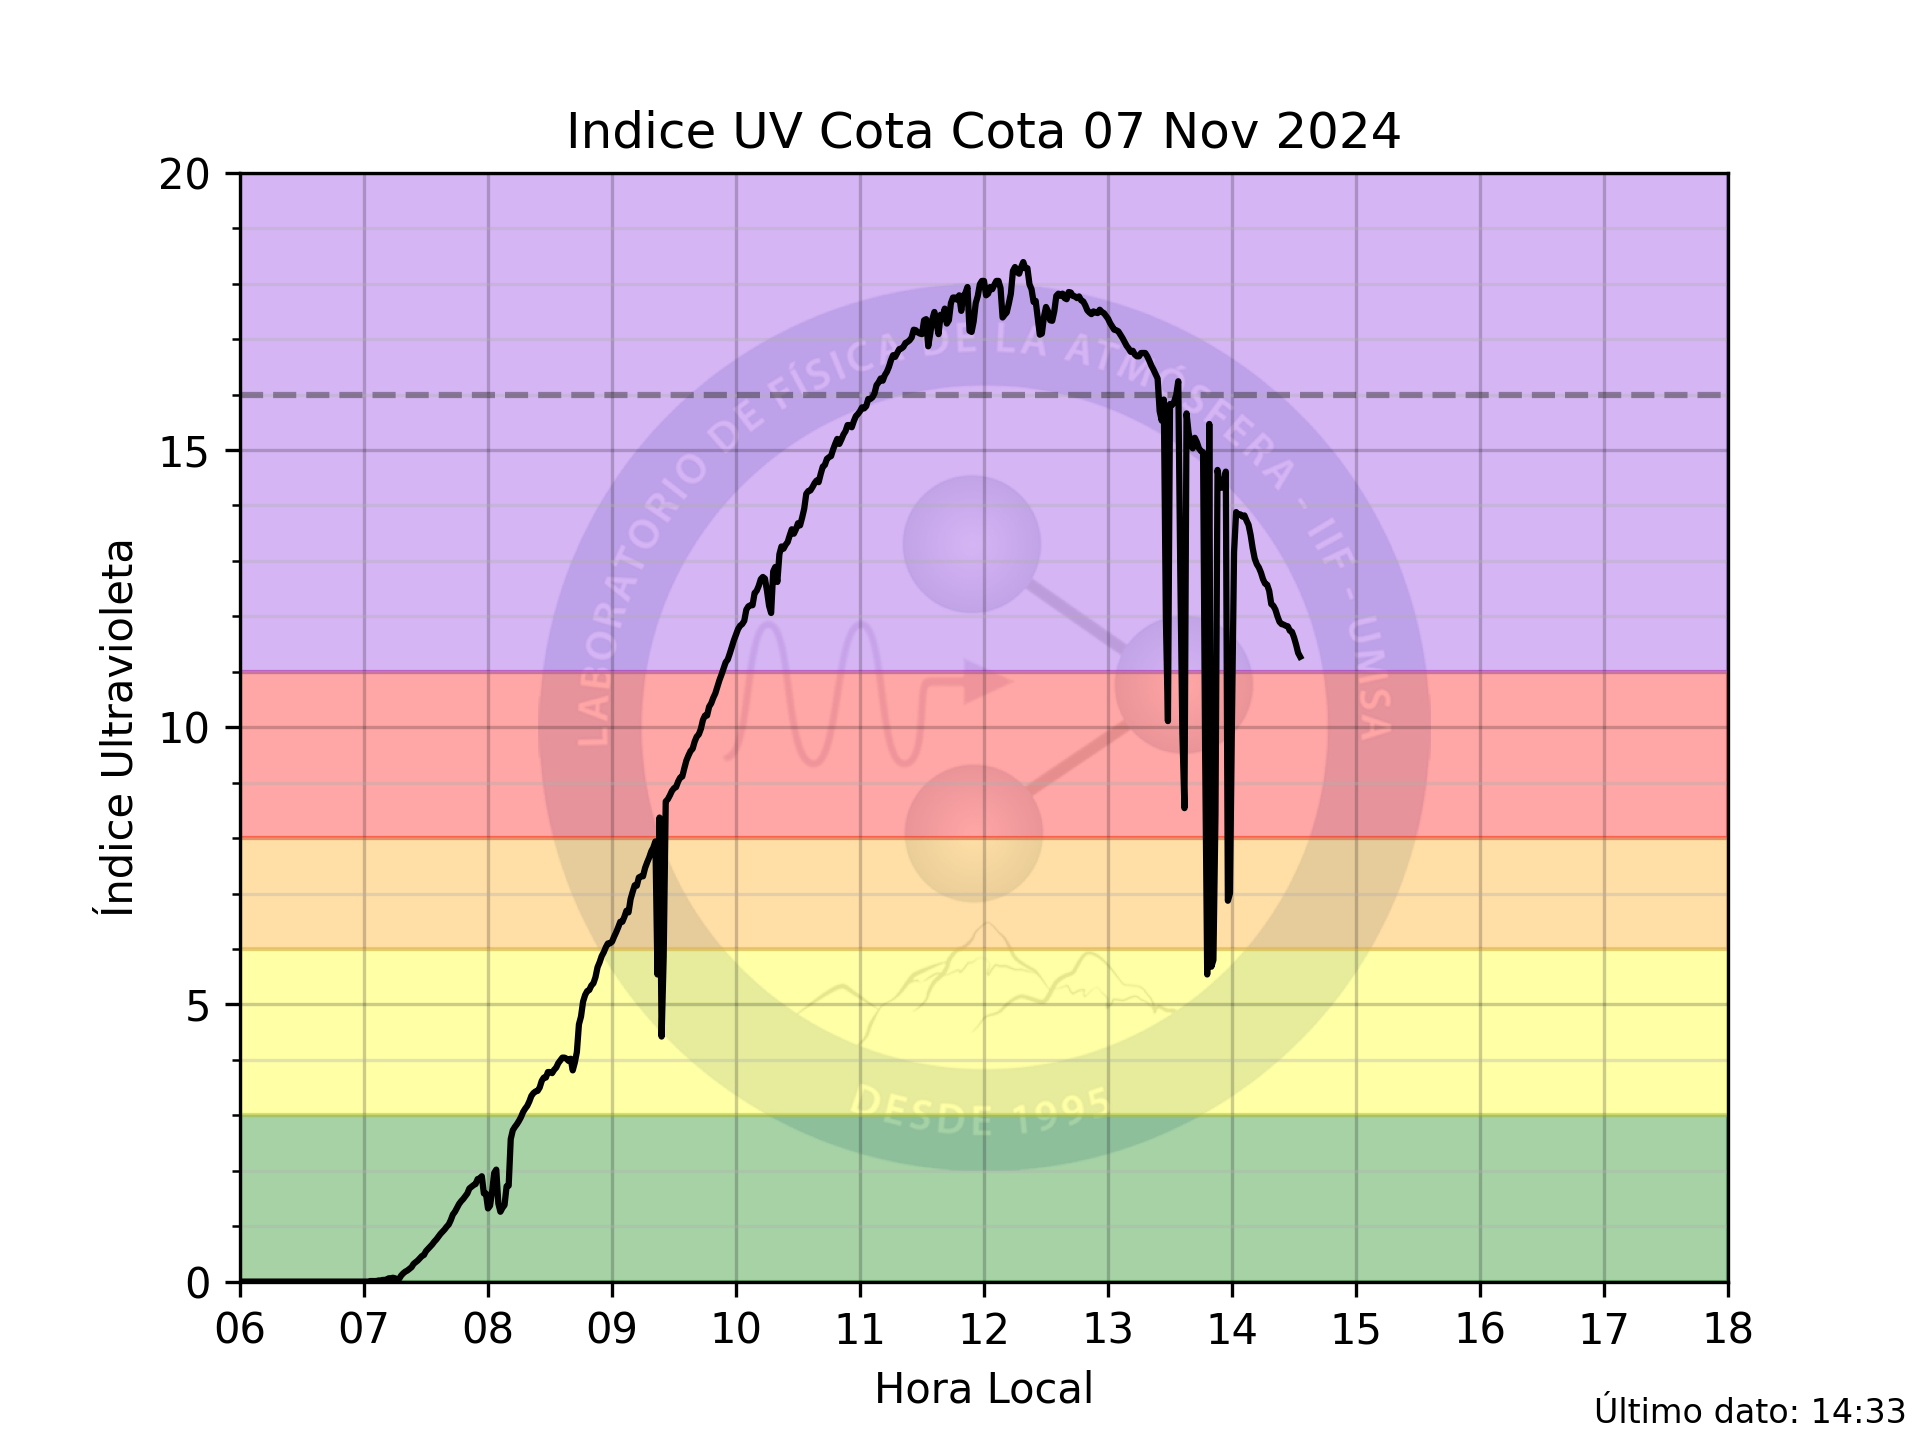 Indice UV Cota Cota 07 Nov 2024
20
15
10
5
0
Índice Ultravioleta
LABORATORIO DE FÍSICA DE LA ATMÓSFERA - IIF - UMSA
DESDE 1995
06 07 08 09 10 11 12 13 14 15 16 17 18
Hora Local
Último dato: 14:33